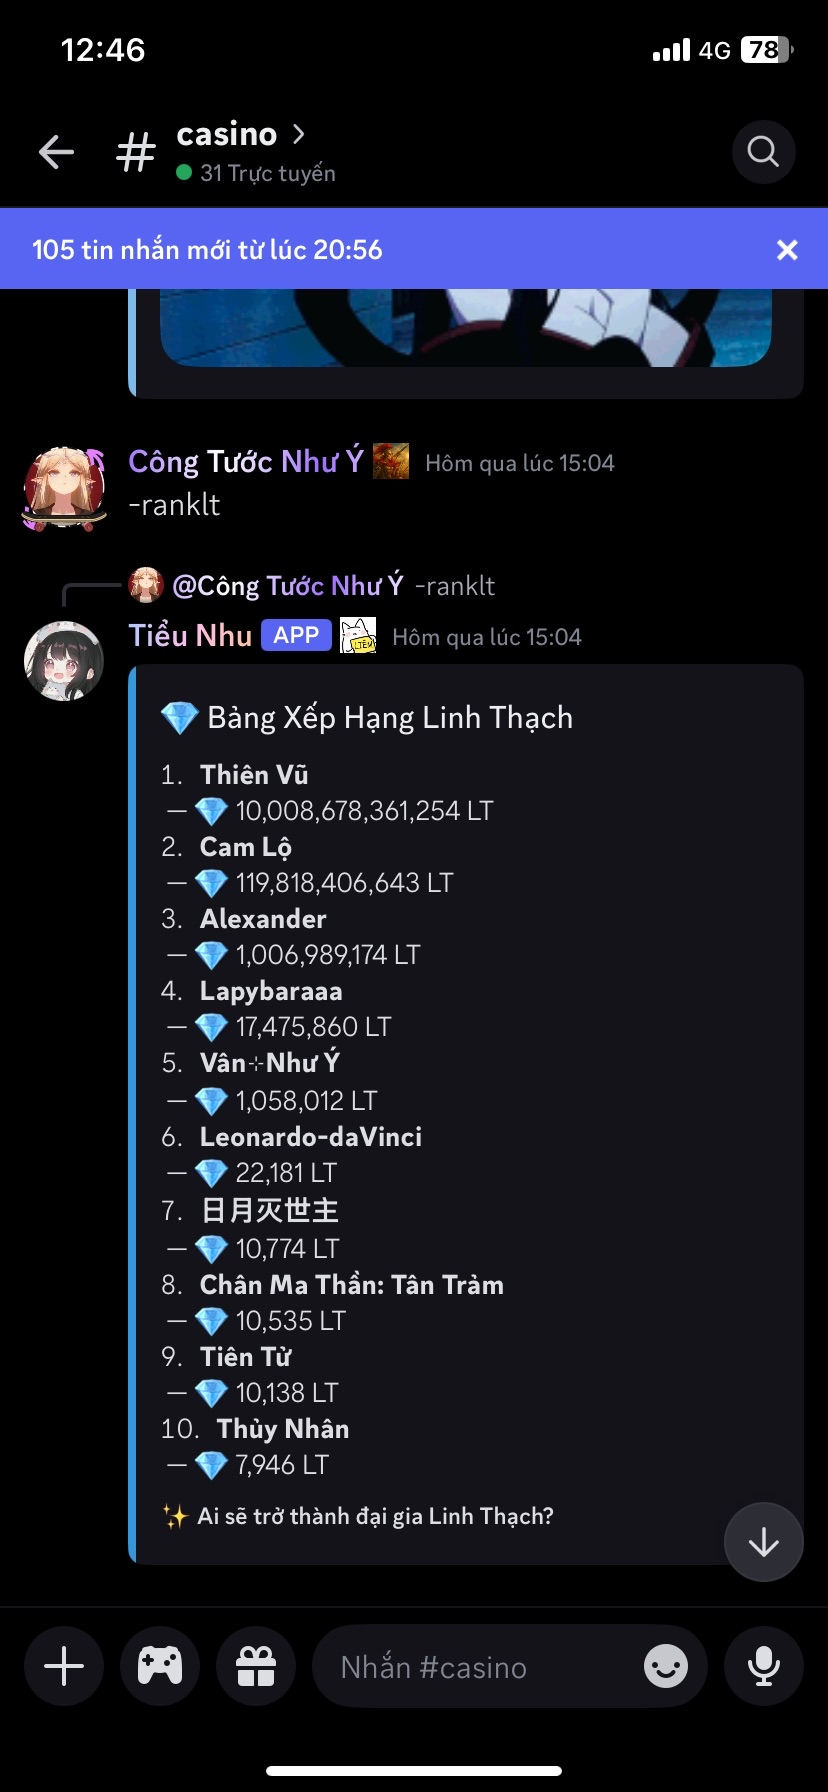 12:46
4G 78
casino
31 Trực tuyến
105 tin nhắn mới từ lúc 20:56
Công Tước Như Ý Hôm qua lúc 15:04
-ranklt
@Công Tước Như Ý -ranklt
Tiểu Nhu APP Hôm qua lúc 15:04
💎 Bảng Xếp Hạng Linh Thạch
1. Thiên Vũ
— 💎 10,008,678,361,254 LT
2. Cam Lộ
— 💎 119,818,406,643 LT
3. Alexander
— 💎 1,006,989,174 LT
4. Lapybaraaa
— 💎 17,475,860 LT
5. Vân⊹Như Ý
— 💎 1,058,012 LT
6. Leonardo-daVinci
— 💎 22,181 LT
7. 日月灭世主
— 💎 10,774 LT
8. Chân Ma Thần: Tân Trảm
— 💎 10,535 LT
9. Tiên Tử
— 💎 10,138 LT
10. Thủy Nhân
— 💎 7,946 LT
✨ Ai sẽ trở thành đại gia Linh Thạch?
Nhắn #casino